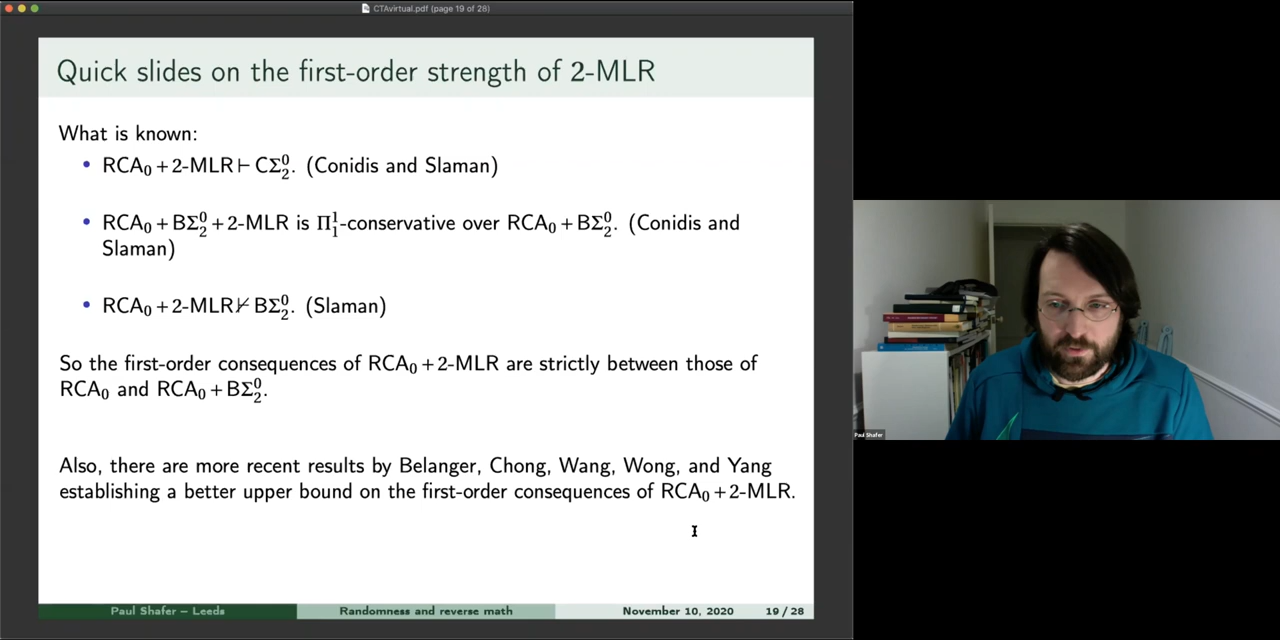 CTAvirtual.pdf (page 19 of 28)
Quick slides on the first-order strength of 2-MLR
What is known:
• RCA₀ + 2-MLR ⊢ CΣ⁰₂. (Conidis and Slaman)
• RCA₀ + BΣ⁰₂ + 2-MLR is Π¹₁-conservative over RCA₀ + BΣ⁰₂. (Conidis and
Slaman)
• RCA₀ + 2-MLR ⊬ BΣ⁰₂. (Slaman)
So the first-order consequences of RCA₀ + 2-MLR are strictly between those of
RCA₀ and RCA₀ + BΣ⁰₂.
Also, there are more recent results by Belanger, Chong, Wang, Wong, and Yang
establishing a better upper bound on the first-order consequences of RCA₀ + 2-MLR.
Paul Shafer – Leeds Randomness and reverse math November 10, 2020 19 / 28
Paul Shafer